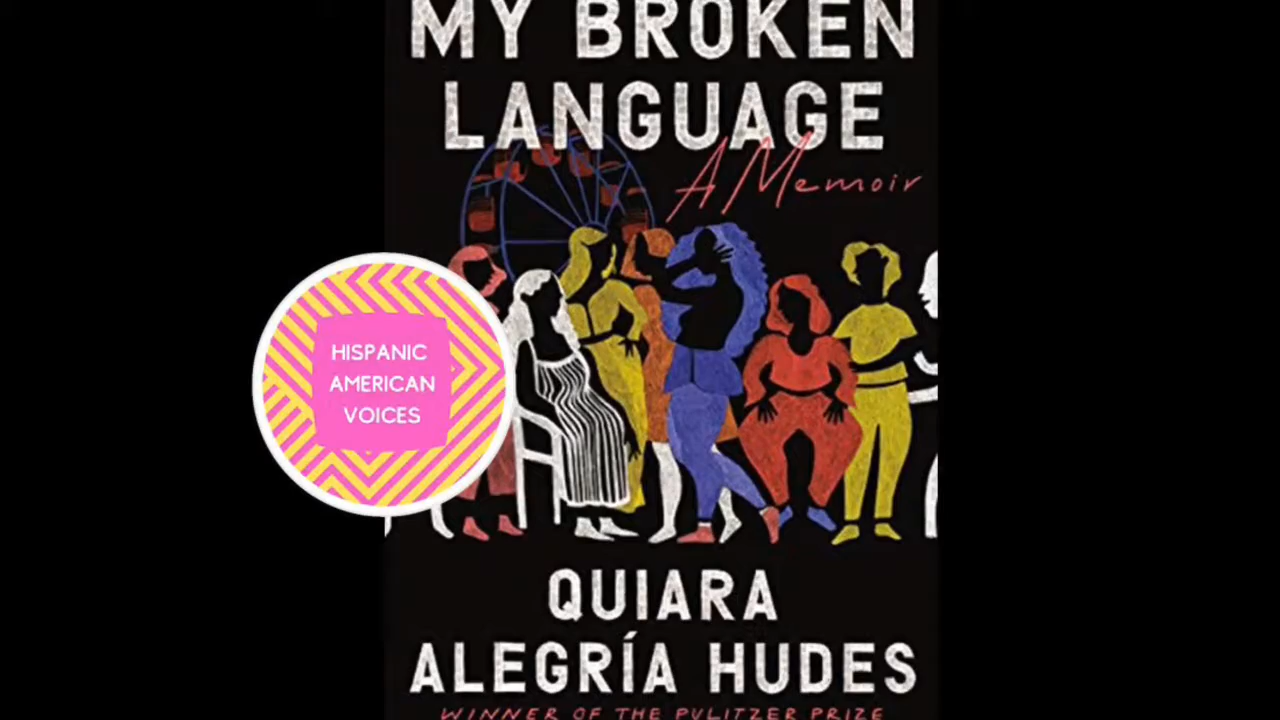 MY BROKEN
LANGUAGE
A Memoir
HISPANIC
AMERICAN
VOICES
QUIARA
ALEGRÍA HUDES
WINNER OF THE PULITZER PRIZE